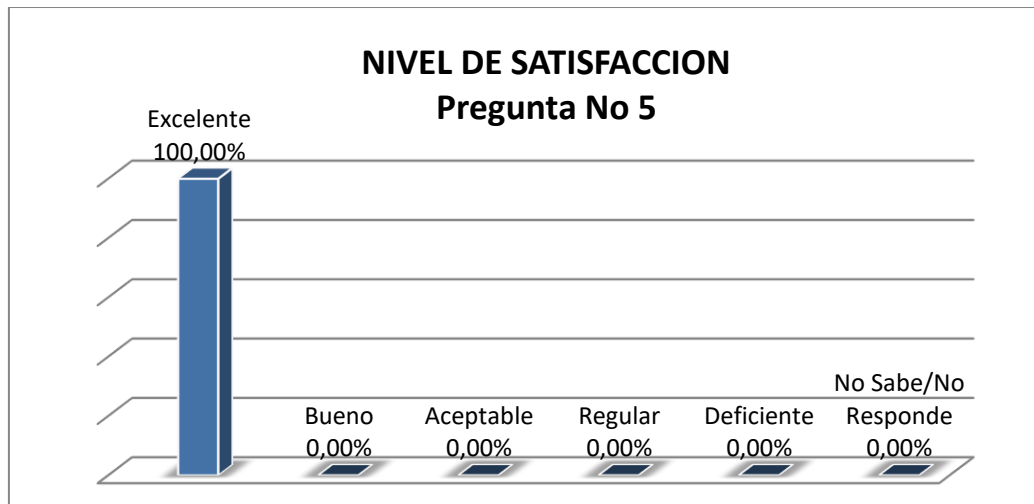 NIVEL DE SATISFACCION
Pregunta No 5
Excelente
100,00%
Bueno
0,00%
Aceptable
0,00%
Regular
0,00%
Deficiente
0,00%
No Sabe/No
Responde
0,00%